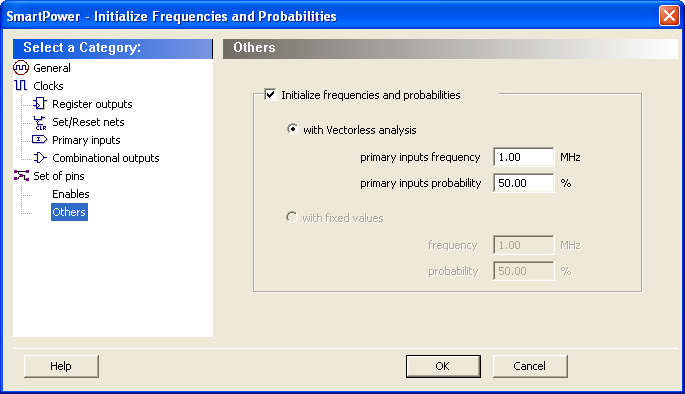 SmartPower - Initialize Frequencies and Probabilities
Select a Category:
General
Clocks
Register outputs
CLR
Set/Reset nets
Primary inputs
Combinational outputs
Set of pins
Enables
Others
Others
Initialize frequencies and probabilities
with Vectorless analysis
primary inputs frequency 1.00 MHz
primary inputs probability 50.00 %
with fixed values
frequency 1.00 MHz
probability 50.00 %
Help OK Cancel